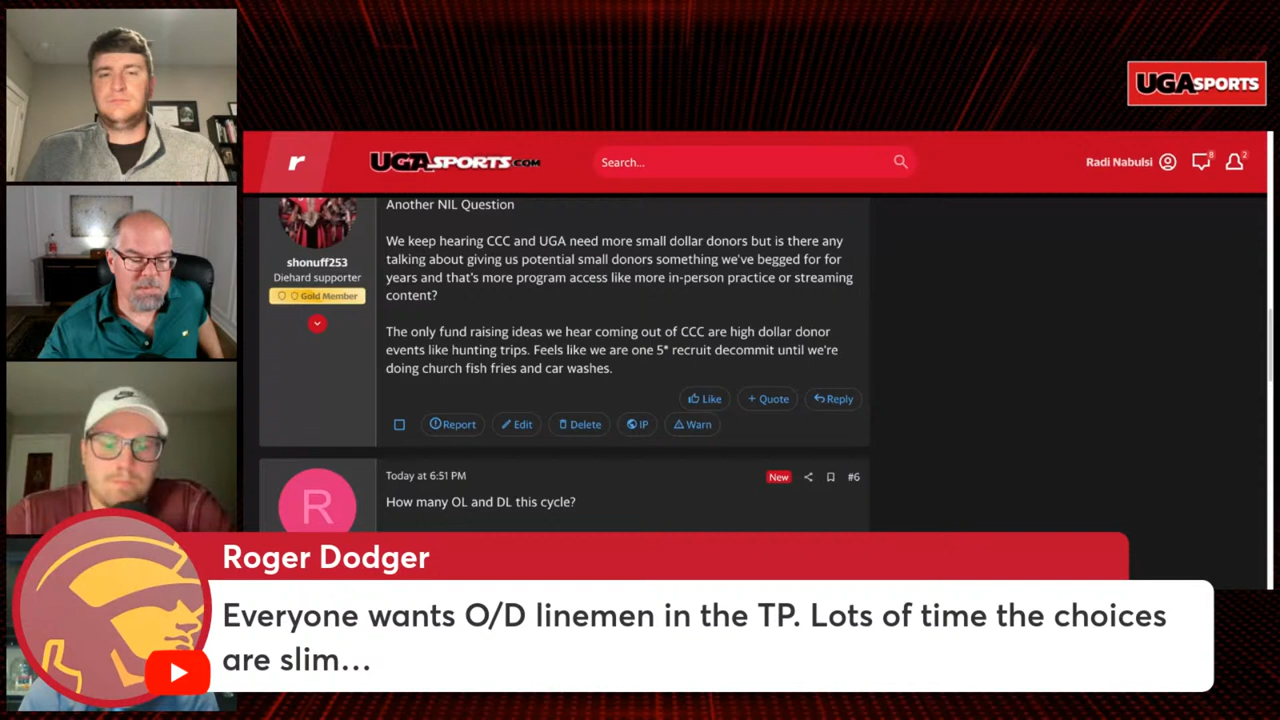 UGASPORTS
r
UGASPORTS.COM
Search...
Radi Nabulsi
8
2
Another NIL Question
We keep hearing CCC and UGA need more small dollar donors but is there any
talking about giving us potential small donors something we've begged for for
years and that's more program access like more in-person practice or streaming
content?
The only fund raising ideas we hear coming out of CCC are high dollar donor
events like hunting trips. Feels like we are one 5* recruit decommit until we're
doing church fish fries and car washes.
shonuff253
Diehard supporter
Gold Member
Like
+ Quote
Reply
Report
Edit
Delete
IP
Warn
R
Today at 6:51 PM
New
#6
How many OL and DL this cycle?
Roger Dodger
Everyone wants O/D linemen in the TP. Lots of time the choices
are slim...